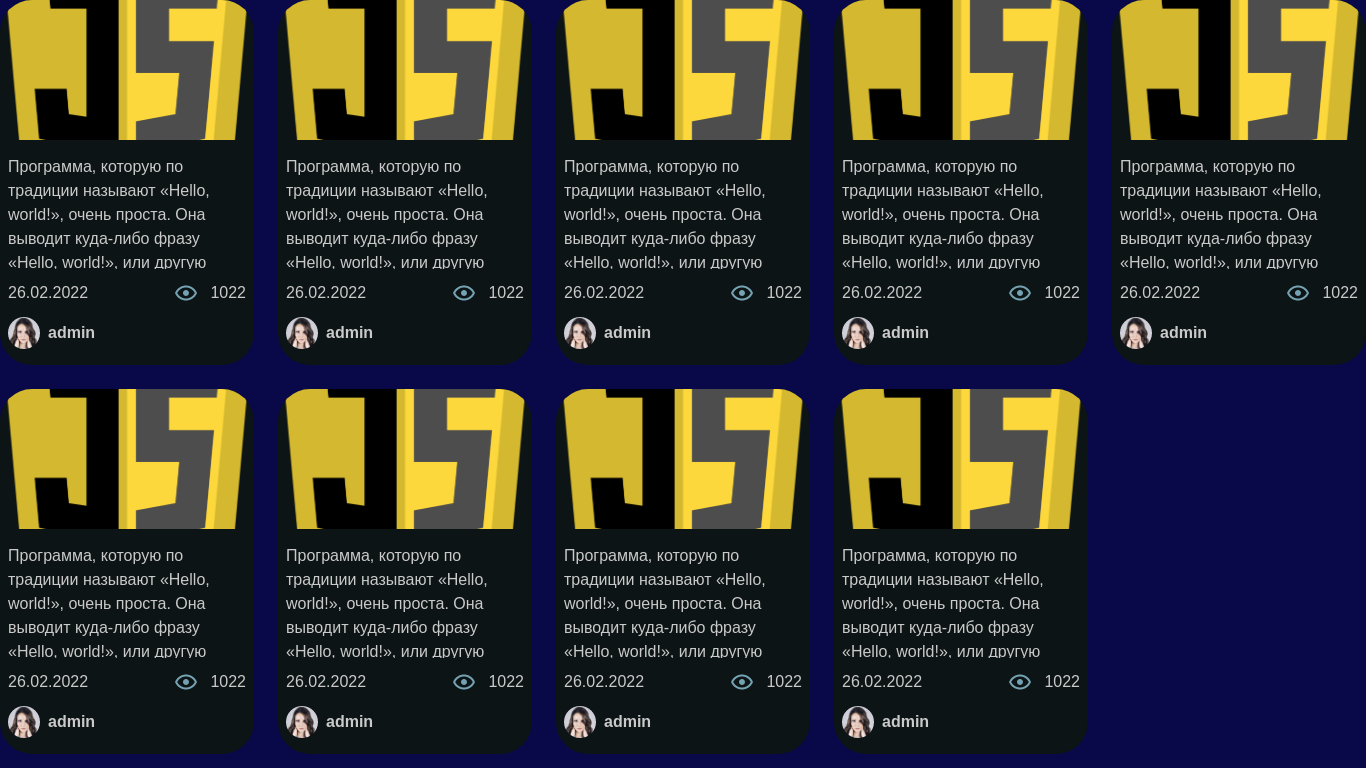 JS
Программа, которую по
традиции называют «Hello,
world!», очень проста. Она
выводит куда-либо фразу
«Hello, world!», или другую
26.02.2022 1022
admin
JS
Программа, которую по
традиции называют «Hello,
world!», очень проста. Она
выводит куда-либо фразу
«Hello, world!», или другую
26.02.2022 1022
admin
JS
Программа, которую по
традиции называют «Hello,
world!», очень проста. Она
выводит куда-либо фразу
«Hello, world!», или другую
26.02.2022 1022
admin
JS
Программа, которую по
традиции называют «Hello,
world!», очень проста. Она
выводит куда-либо фразу
«Hello, world!», или другую
26.02.2022 1022
admin
JS
Программа, которую по
традиции называют «Hello,
world!», очень проста. Она
выводит куда-либо фразу
«Hello, world!», или другую
26.02.2022 1022
admin
JS
Программа, которую по
традиции называют «Hello,
world!», очень проста. Она
выводит куда-либо фразу
«Hello, world!», или другую
26.02.2022 1022
admin
JS
Программа, которую по
традиции называют «Hello,
world!», очень проста. Она
выводит куда-либо фразу
«Hello, world!», или другую
26.02.2022 1022
admin
JS
Программа, которую по
традиции называют «Hello,
world!», очень проста. Она
выводит куда-либо фразу
«Hello, world!», или другую
26.02.2022 1022
admin
JS
Программа, которую по
традиции называют «Hello,
world!», очень проста. Она
выводит куда-либо фразу
«Hello, world!», или другую
26.02.2022 1022
admin